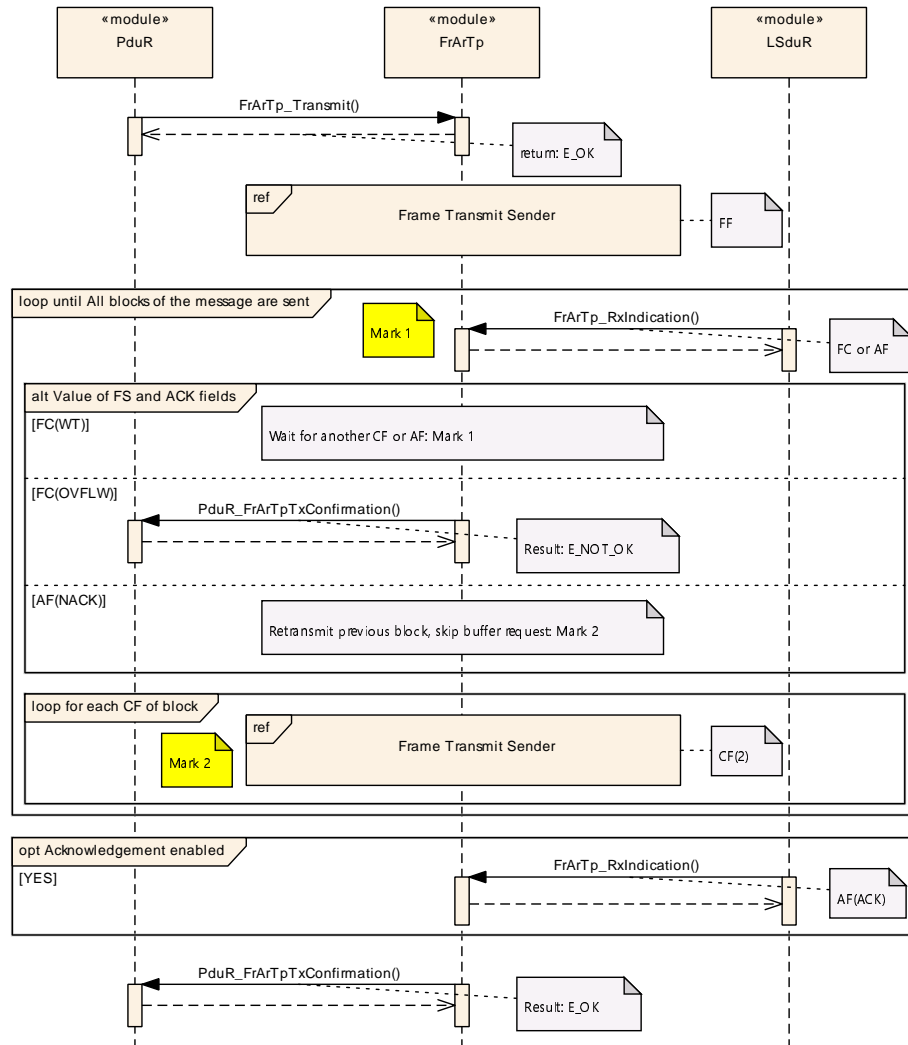 «module»
PduR
«module»
FrArTp
«module»
LSduR
FrArTp_Transmit()
return: E_OK
ref
Frame Transmit Sender
FF
loop until All blocks of the message are sent
Mark 1
FrArTp_RxIndication()
FC or AF
alt Value of FS and ACK fields
[FC(WT)]
Wait for another CF or AF: Mark 1
[FC(OVFLW)]
PduR_FrArTpTxConfirmation()
Result: E_NOT_OK
[AF(NACK)]
Retransmit previous block, skip buffer request: Mark 2
loop for each CF of block
ref
Frame Transmit Sender
Mark 2
CF(2)
opt Acknowledgement enabled
[YES]
FrArTp_RxIndication()
AF(ACK)
PduR_FrArTpTxConfirmation()
Result: E_OK